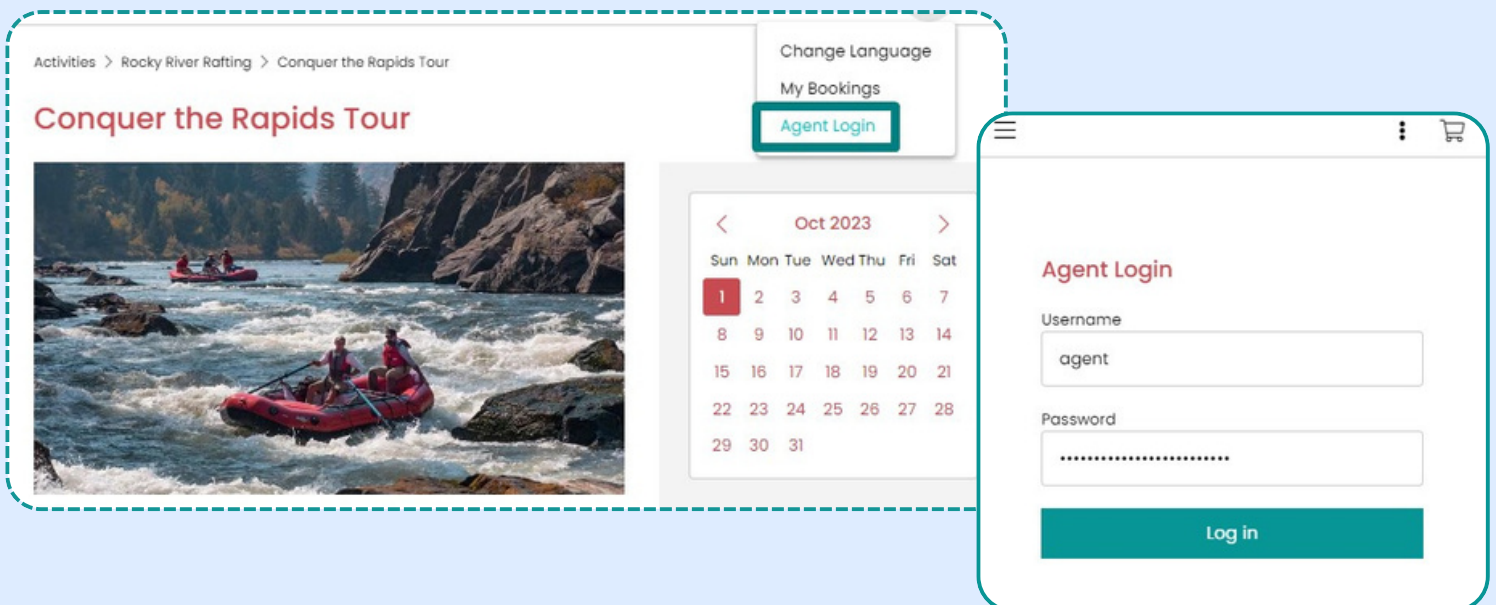 Activities > Rocky River Rafting > Conquer the Rapids Tour
Conquer the Rapids Tour
Change Language
My Bookings
Agent Login
Oct 2023
Sun Mon Tue Wed Thu Fri Sat
1 2 3 4 5 6 7
8 9 10 11 12 13 14
15 16 17 18 19 20 21
22 23 24 25 26 27 28
29 30 31
Agent Login
Username
agent
Password
•••••••••••••••••••••••••
Log in